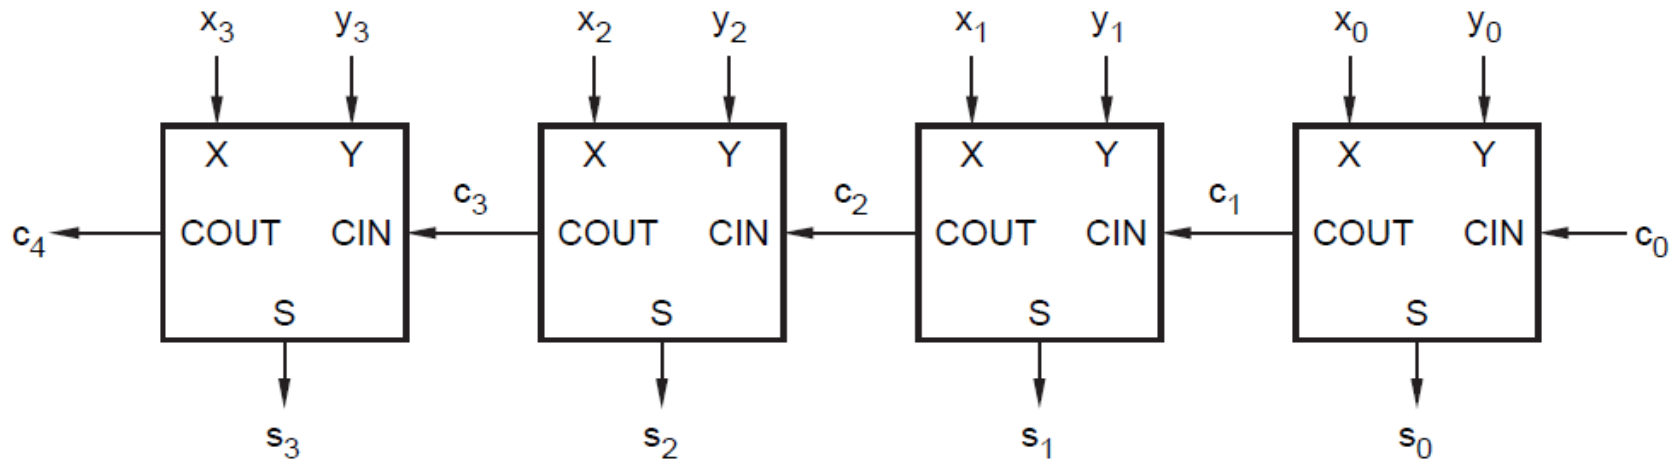 x3 y3 x2 y2 x1 y1 x0 y0
X Y X Y X Y X Y
c3 c2 c1
c4 COUT CIN COUT CIN COUT CIN COUT CIN c0
S S S S
s3 s2 s1 s0